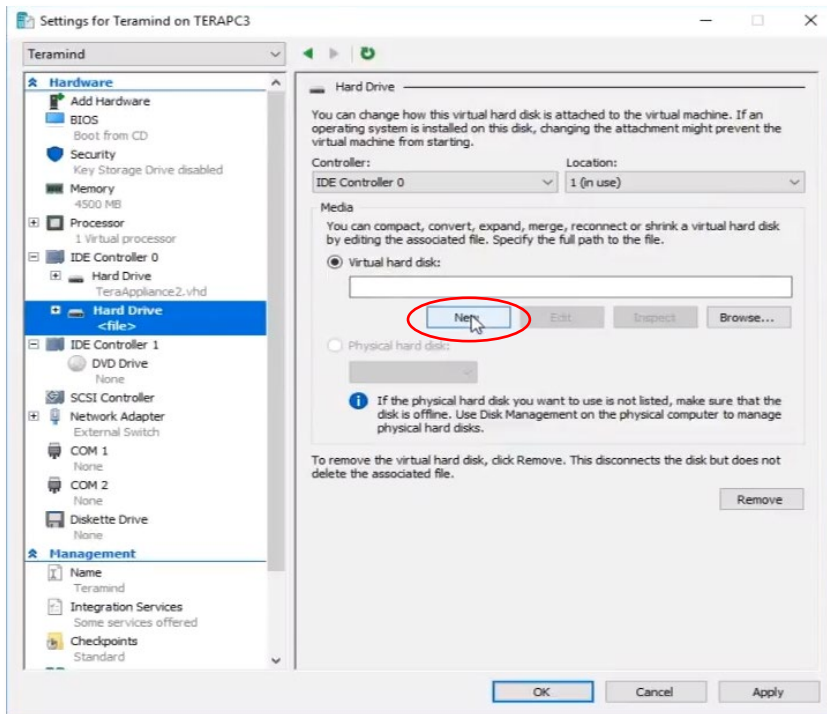 Settings for Teramind on TERAPC3
Teramind
Hardware
Add Hardware
BIOS
Boot from CD
Security
Key Storage Drive disabled
Memory
4500 MB
Processor
1 Virtual processor
IDE Controller 0
Hard Drive
TeraAppliance2.vhd
Hard Drive
<file>
IDE Controller 1
DVD Drive
None
SCSI Controller
Network Adapter
External Switch
COM 1
None
COM 2
None
Diskette Drive
None
Management
Name
Teramind
Integration Services
Some services offered
Checkpoints
Standard
Hard Drive
You can change how this virtual hard disk is attached to the virtual machine. If an
operating system is installed on this disk, changing the attachment might prevent the
virtual machine from starting.
Controller:
Location:
IDE Controller 0
1 (in use)
Media
You can compact, convert, expand, merge, reconnect or shrink a virtual hard disk
by editing the associated file. Specify the full path to the file.
Virtual hard disk:
New
Edit
Inspect
Browse...
Physical hard disk:
If the physical hard disk you want to use is not listed, make sure that the
disk is offline. Use Disk Management on the physical computer to manage
physical hard disks.
To remove the virtual hard disk, click Remove. This disconnects the disk but does not
delete the associated file.
Remove
OK
Cancel
Apply